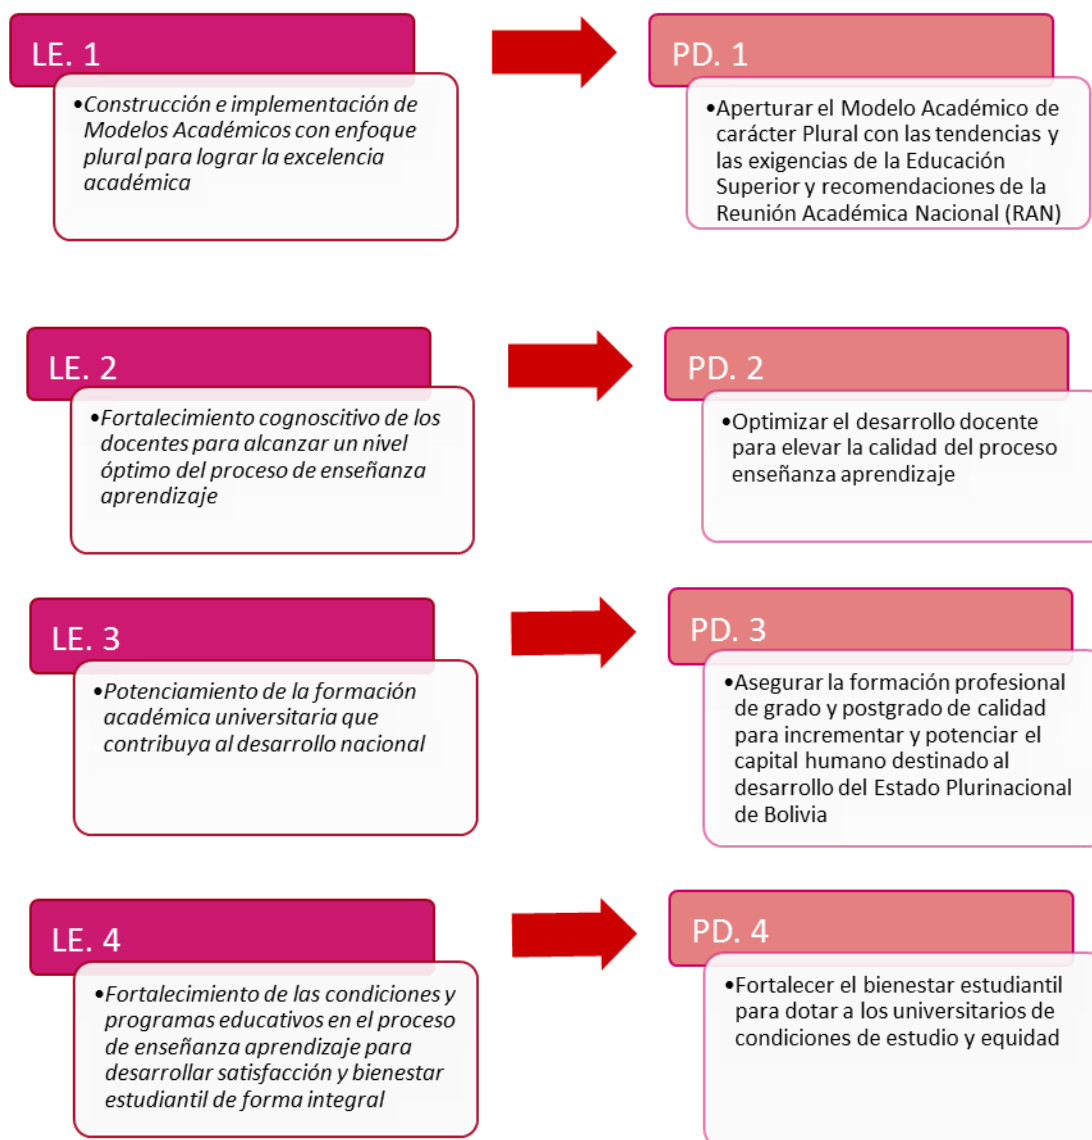 LE. 1
•Construcción e implementación de
Modelos Académicos con enfoque
plural para lograr la excelencia
académica
PD. 1
•Aperturar el Modelo Académico de
carácter Plural con las tendencias y
las exigencias de la Educación
Superior y recomendaciones de la
Reunión Académica Nacional (RAN)
LE. 2
•Fortalecimiento cognoscitivo de los
docentes para alcanzar un nivel
óptimo del proceso de enseñanza
aprendizaje
PD. 2
•Optimizar el desarrollo docente
para elevar la calidad del proceso
enseñanza aprendizaje
LE. 3
•Potenciamiento de la formación
académica universitaria que
contribuya al desarrollo nacional
PD. 3
•Asegurar la formación profesional
de grado y postgrado de calidad
para incrementar y potenciar el
capital humano destinado al
desarrollo del Estado Plurinacional
de Bolivia
LE. 4
•Fortalecimiento de las condiciones y
programas educativos en el proceso
de enseñanza aprendizaje para
desarrollar satisfacción y bienestar
estudiantil de forma integral
PD. 4
•Fortalecer el bienestar estudiantil
para dotar a los universitarios de
condiciones de estudio y equidad